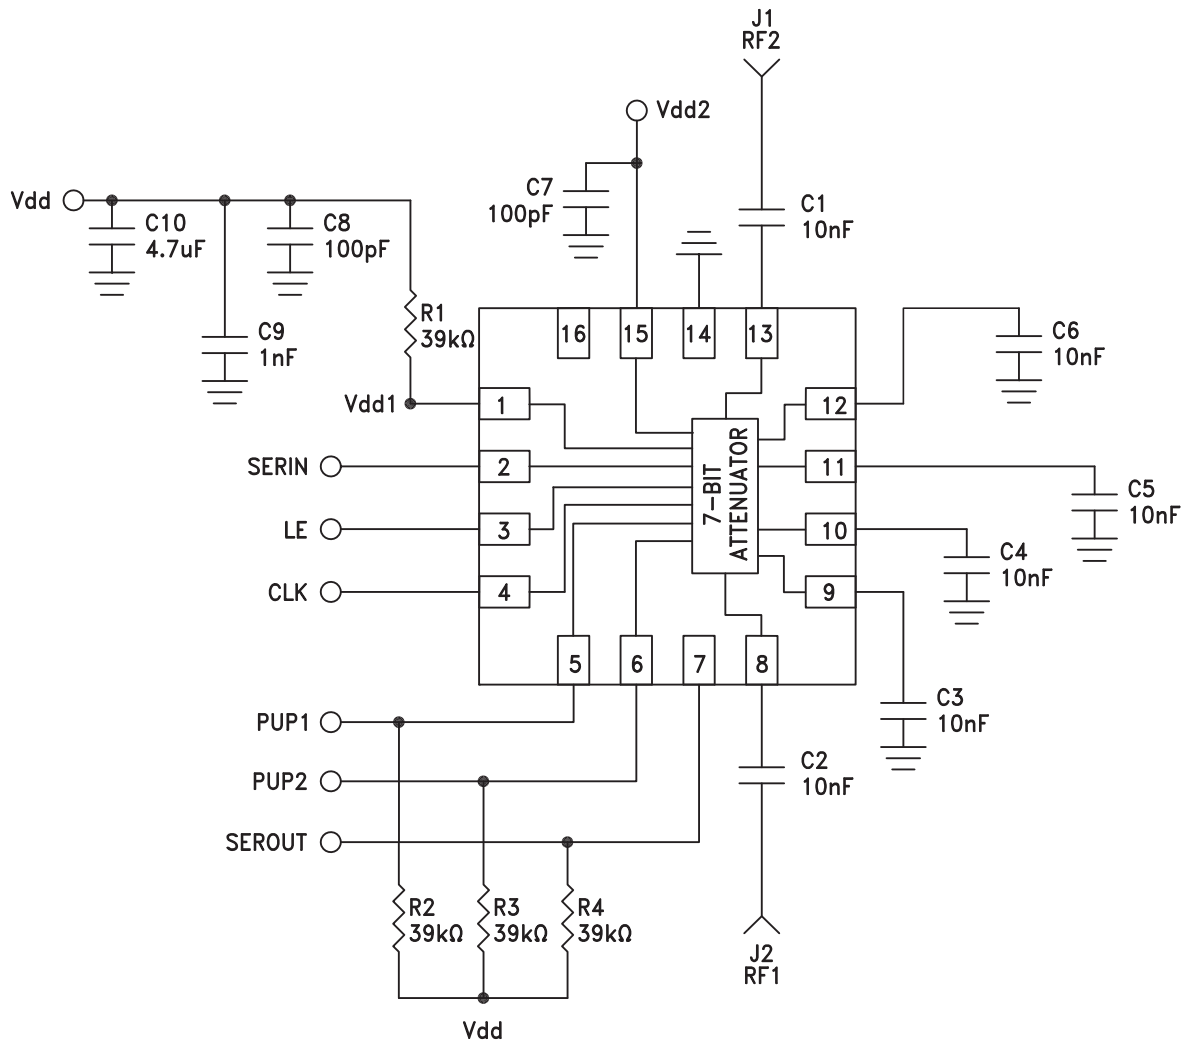 J1
RF2
Vdd2
Vdd
C10
4.7uF
C8
100pF
C7
100pF
C1
10nF
C9
1nF
R1
39kΩ
Vdd1
16
15
14
13
C6
10nF
1
12
SERIN
2
11
C5
10nF
7-BIT
ATTENUATOR
LE
3
10
C4
10nF
CLK
4
9
5
6
7
8
C3
10nF
PUP1
PUP2
C2
10nF
SEROUT
R2
39kΩ
R3
39kΩ
R4
39kΩ
J2
RF1
Vdd